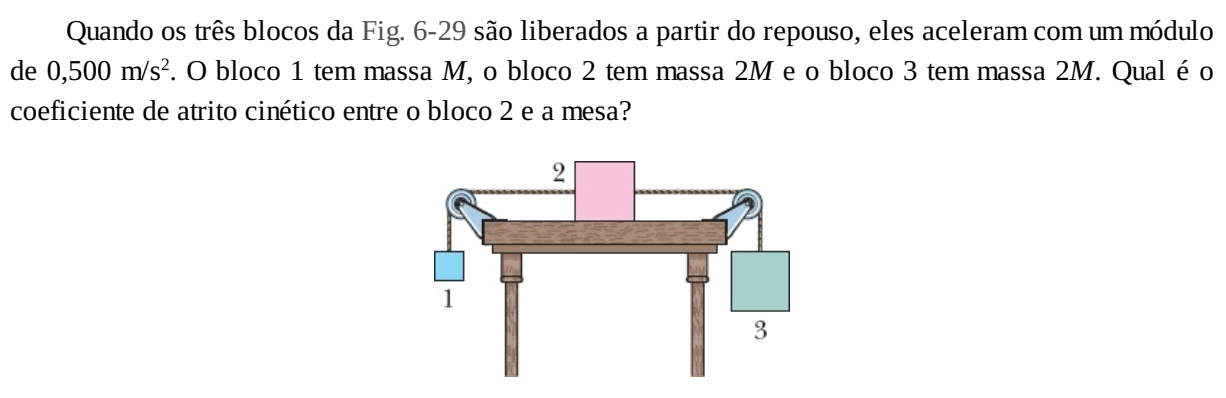 Quando os três blocos da Fig. 6-29 são liberados a partir do repouso, eles aceleram com um módulo
de 0,500 m/s². O bloco 1 tem massa M, o bloco 2 tem massa 2M e o bloco 3 tem massa 2M. Qual é o
coeficiente de atrito cinético entre o bloco 2 e a mesa?
2
1
3